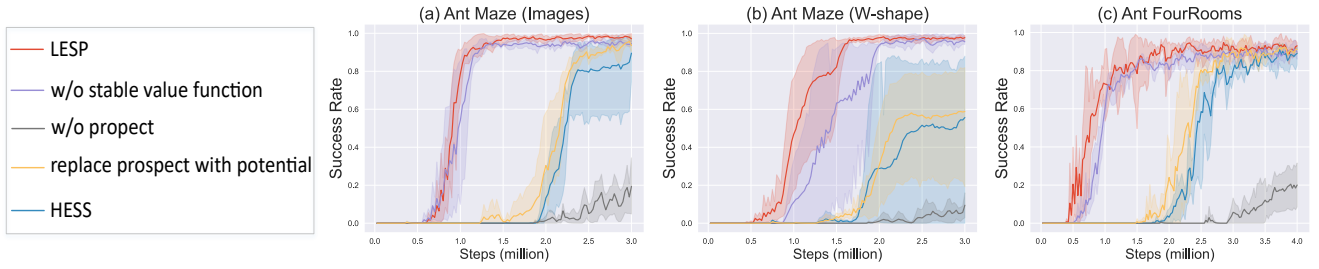 LESP
w/o stable value function
w/o propect
replace prospect with potential
HESS
(a) Ant Maze (Images)
Success Rate
1.0
0.8
0.6
0.4
0.2
0.0
0.0 0.5 1.0 1.5 2.0 2.5 3.0
Steps (million)
(b) Ant Maze (W-shape)
Success Rate
1.0
0.8
0.6
0.4
0.2
0.0
0.0 0.5 1.0 1.5 2.0 2.5 3.0
Steps (million)
(c) Ant FourRooms
Success Rate
1.0
0.8
0.6
0.4
0.2
0.0
0.0 0.5 1.0 1.5 2.0 2.5 3.0 3.5 4.0
Steps (million)